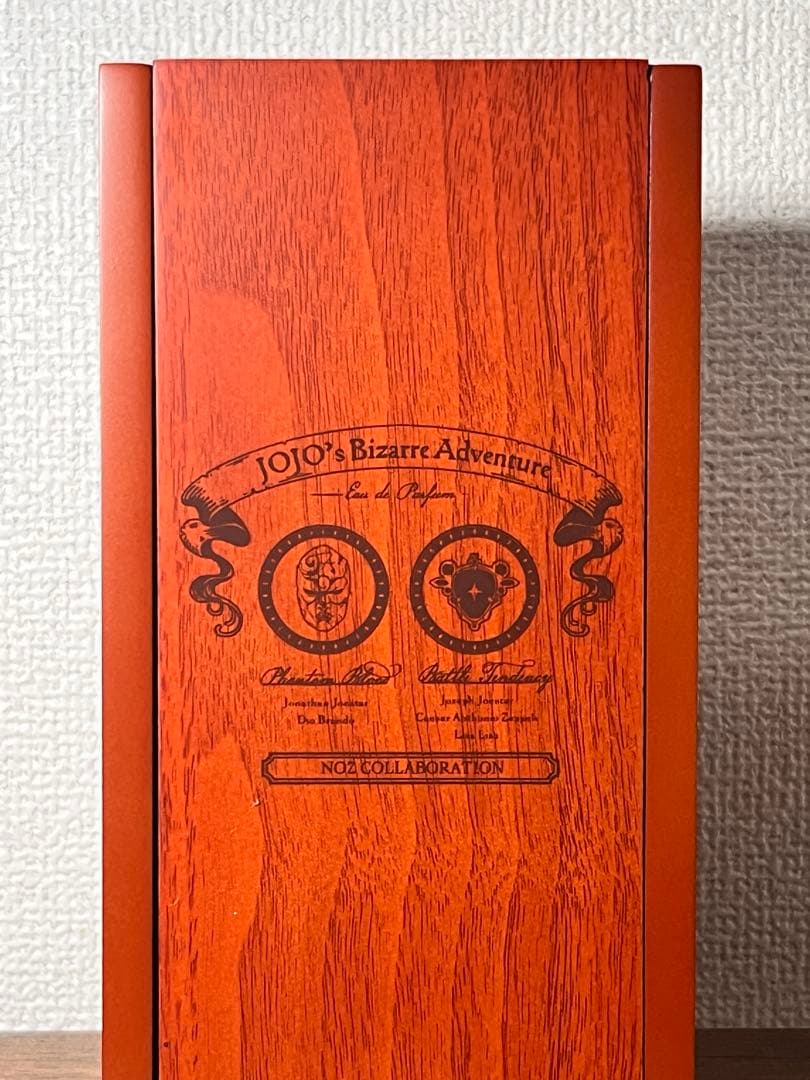 JOJO's Bizarre Adventure
Eau de Parfum
Phantom Blood
Battle Tendency
Jonathan Joestar
Dio Brando
Joseph Joestar
Caesar Anthonio Zeppeli
Lisa Lisa
NOZ COLLABORATION